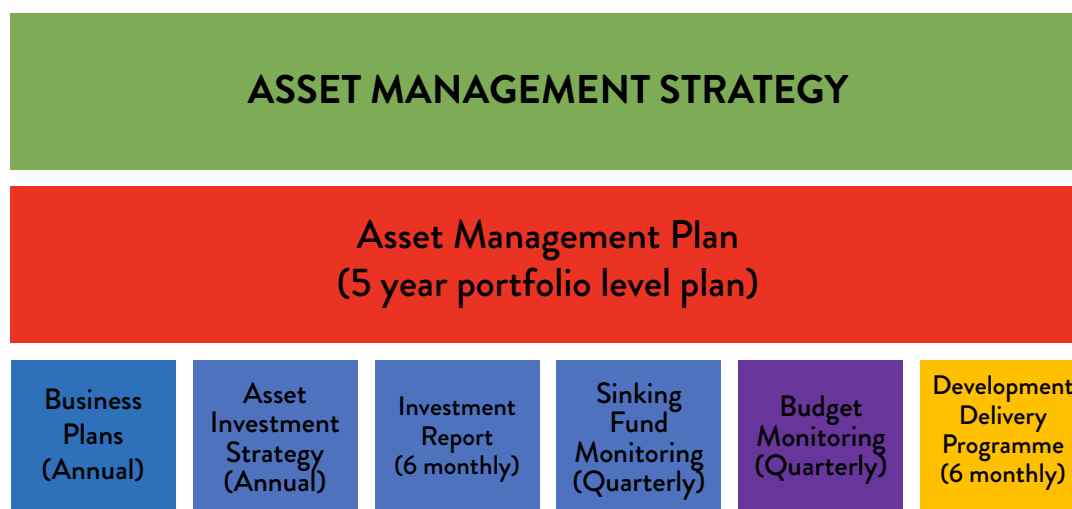 ASSET MANAGEMENT STRATEGY
Asset Management Plan
(5 year portfolio level plan)
Business
Plans
(Annual)
Asset
Investment
Strategy
(Annual)
Investment
Report
(6 monthly)
Sinking
Fund
Monitoring
(Quarterly)
Budget
Monitoring
(Quarterly)
Development
Delivery
Programme
(6 monthly)